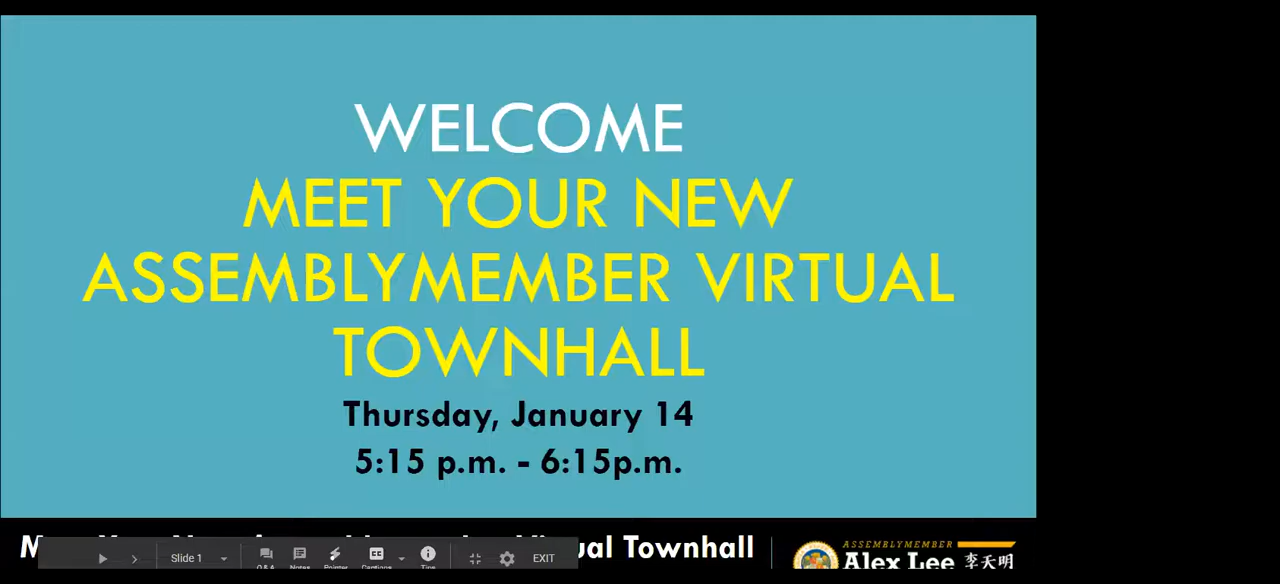 WELCOME
MEET YOUR NEW
ASSEMBLYMEMBER VIRTUAL
TOWNHALL
Thursday, January 14
5:15 p.m. - 6:15p.m.
Virtual Townhall
ASSEMBLYMEMBER
Alex Lee 李天明
Slide 1
Q & A
Notes
Pointer
Captions
EXIT